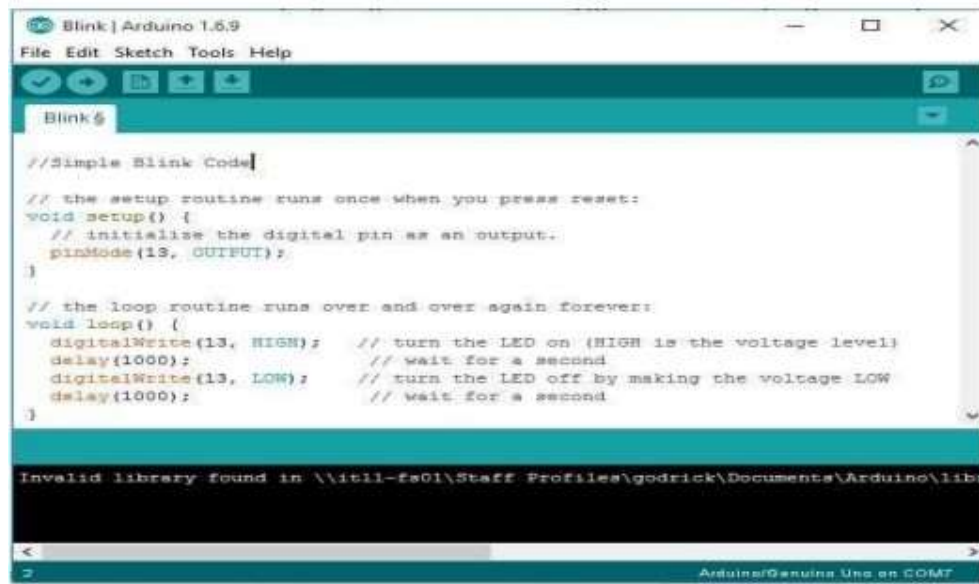 Blink | Arduino 1.6.9
File Edit Sketch Tools Help
Blink §
//Simple Blink Code
// the setup routine runs once when you press reset:
void setup() {
// initialize the digital pin as an output.
pinMode(13, OUTPUT);
}
// the loop routine runs over and over again forever:
void loop() {
digitalWrite(13, HIGH); // turn the LED on (HIGH is the voltage level)
delay(1000); // wait for a second
digitalWrite(13, LOW); // turn the LED off by making the voltage LOW
delay(1000); // wait for a second
}
Invalid library found in \\itll-fs01\Staff Profiles\godrick\Documents\Arduino\lib
2
Arduino/Genuino Uno on COM7